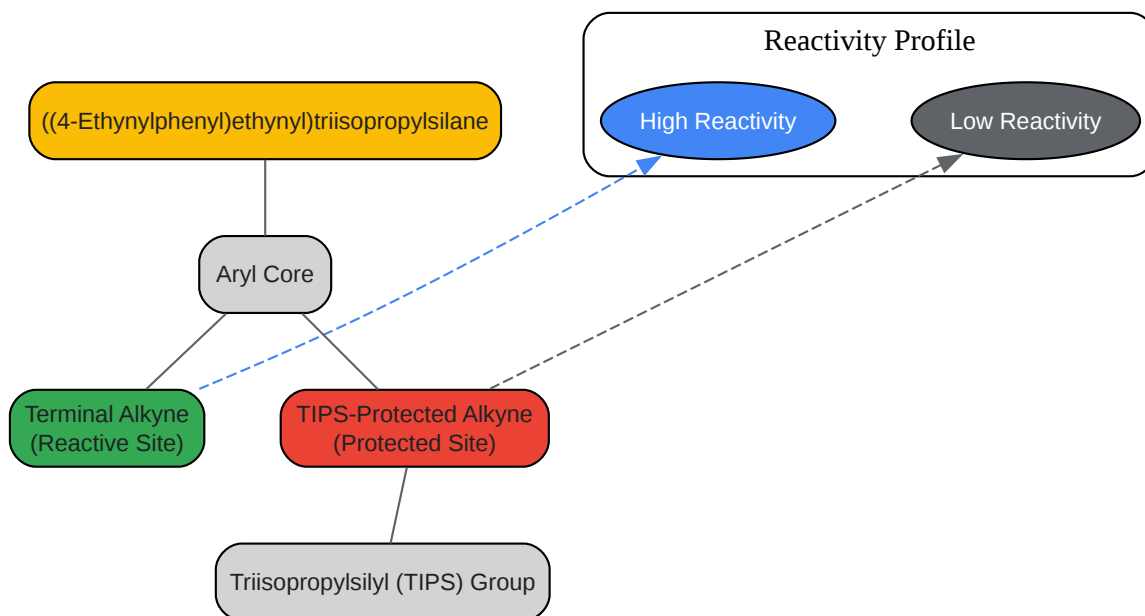 Reactivity Profile
((4-Ethynylphenyl)ethynyl)triisopropylsilane
High Reactivity
Low Reactivity
Aryl Core
Terminal Alkyne
(Reactive Site)
TIPS-Protected Alkyne
(Protected Site)
Triisopropylsilyl (TIPS) Group